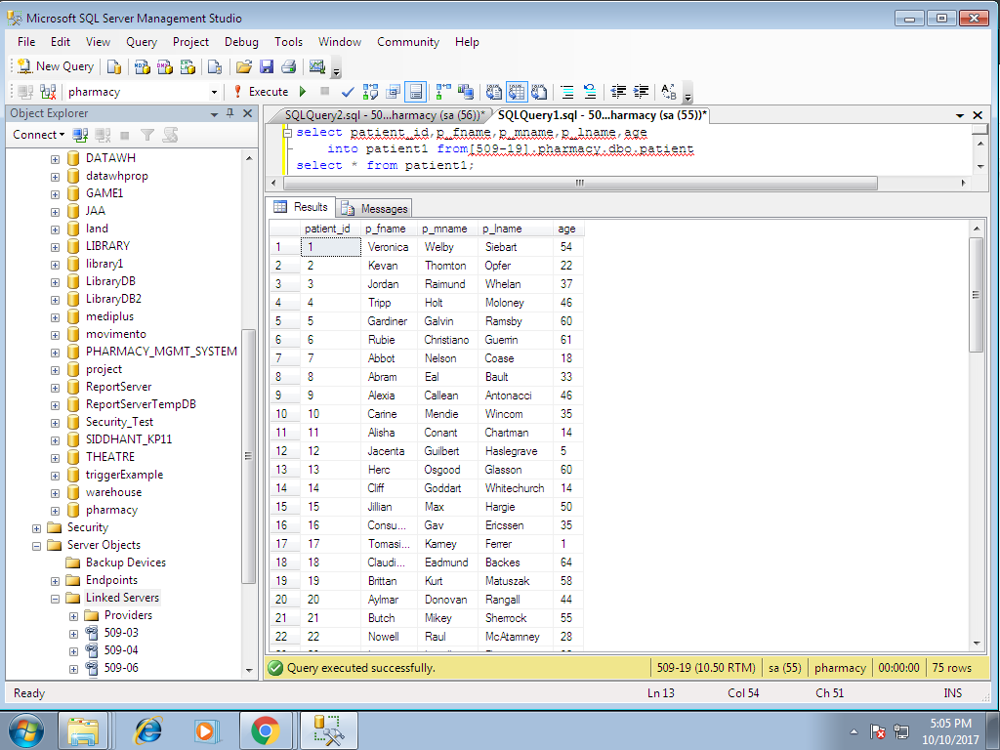 Microsoft SQL Server Management Studio
File Edit View Query Project Debug Tools Window Community Help
New Query
pharmacy Execute
Object Explorer
Connect
DATAWH
datawhprop
GAME1
JAA
land
LIBRARY
library1
LibraryDB
LibraryDB2
mediplus
movimento
PHARMACY_MGMT_SYSTEM
project
ReportServer
ReportServerTempDB
Security_Test
SIDDHANT_KP11
THEATRE
triggerExample
warehouse
pharmacy
Security
Server Objects
Backup Devices
Endpoints
Linked Servers
Providers
509-03
509-04
509-06
SQLQuery2.sql - 50...harmacy (sa (56))* SQLQuery1.sql - 50...harmacy (sa (55))*
select patient_id,p_fname,p_mname,p_lname,age
into patient1 from[509-19].pharmacy.dbo.patient
select * from patient1;
Results Messages
patient_id p_fname p_mname p_lname age
1 1 Veronica Welby Siebart 54
2 2 Kevan Thomton Opfer 22
3 3 Jordan Raimund Whelan 37
4 4 Tripp Holt Moloney 46
5 5 Gardiner Galvin Ramsby 60
6 6 Rubie Christiano Guerrin 61
7 7 Abbot Nelson Coase 18
8 8 Abram Eal Bault 33
9 9 Alexia Callean Antonacci 46
10 10 Carine Mendie Wincom 35
11 11 Alisha Conant Chartman 14
12 12 Jacenta Guilbert Haslegrave 5
13 13 Herc Osgood Glasson 60
14 14 Cliff Goddart Whitechurch 14
15 15 Jillian Max Hargie 50
16 16 Consu... Gav Ericssen 35
17 17 Tomasi... Kamey Ferrer 1
18 18 Claudi... Eadmund Backes 64
19 19 Brittan Kurt Matuszak 58
20 20 Aylmar Donovan Rangall 44
21 21 Butch Mikey Sherrock 55
22 22 Nowell Raul McAtamney 28
Query executed successfully. 509-19 (10.50 RTM) sa (55) pharmacy 00:00:00 75 rows
Ready Ln 13 Col 54 Ch 51 INS
5:05 PM
10/10/2017